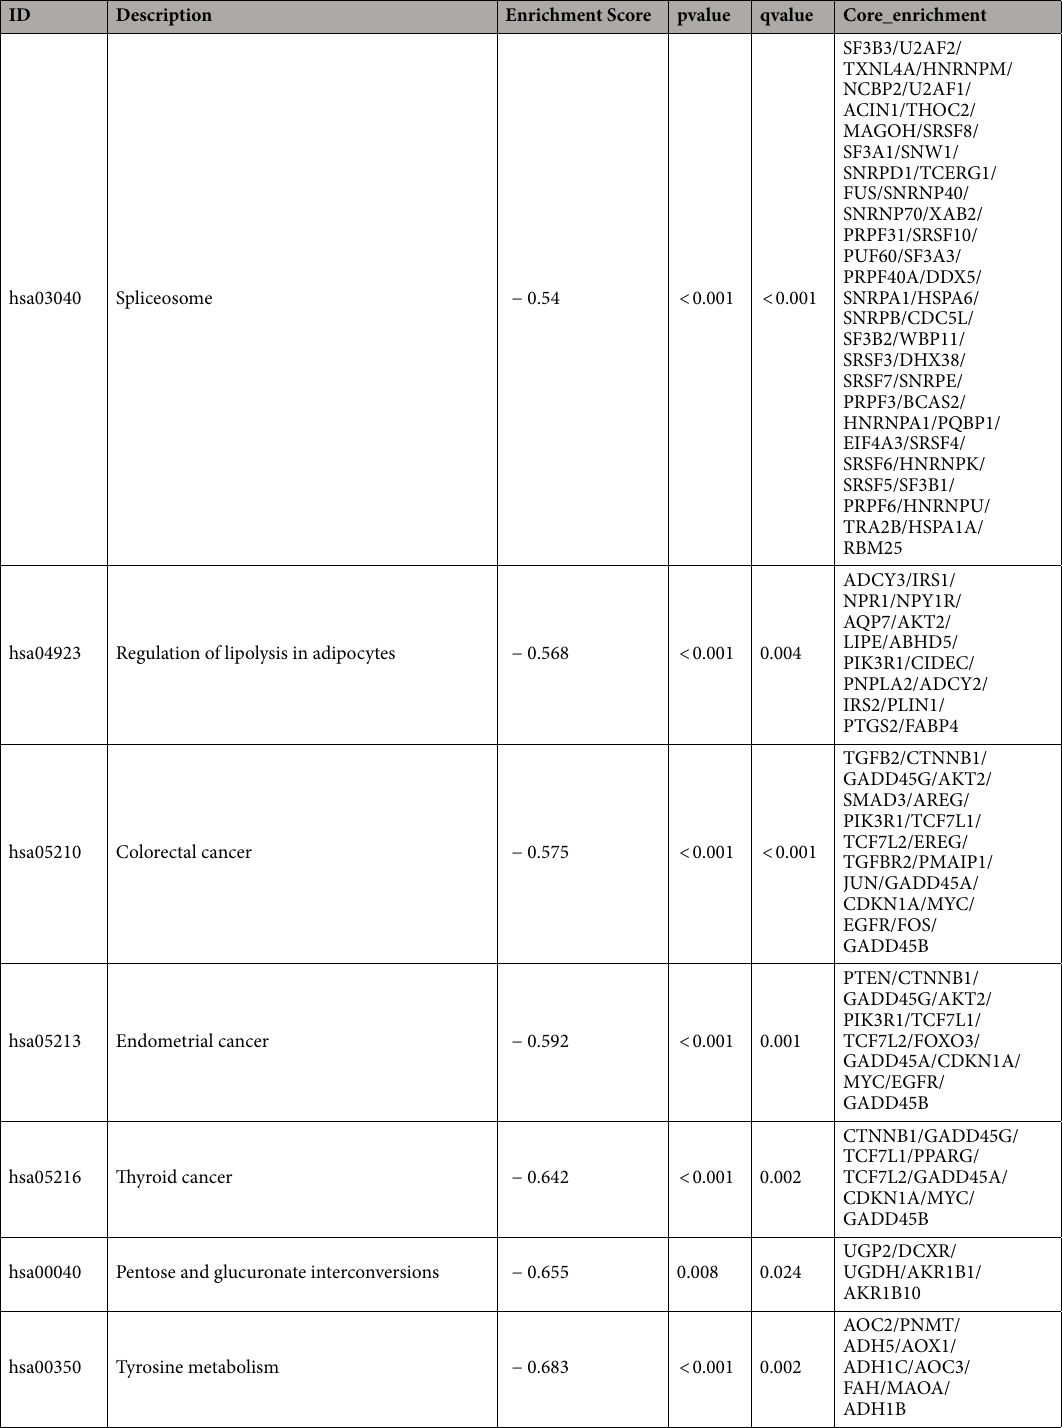 ID Description Enrichment Score pvalue qvalue Core_enrichment
SF3B3/U2AF2/
TXNL4A/HNRNPM/
NCBP2/U2AF1/
ACIN1/THOC2/
MAGOH/SRSF8/
SF3A1/SNW1/
SNRPD1/TCERG1/
FUS/SNRNP40/
SNRNP70/XAB2/
PRPF31/SRSF10/
PUF60/SF3A3/
PRPF40A/DDX5/
hsa03040 Spliceosome − 0.54 < 0.001 < 0.001 SNRPA1/HSPA6/
SNRPB/CDC5L/
SF3B2/WBP11/
SRSF3/DHX38/
SRSF7/SNRPE/
PRPF3/BCAS2/
HNRNPA1/PQBP1/
EIF4A3/SRSF4/
SRSF6/HNRNPK/
SRSF5/SF3B1/
PRPF6/HNRNPU/
TRA2B/HSPA1A/
RBM25
ADCY3/IRS1/
NPR1/NPY1R/
AQP7/AKT2/
LIPE/ABHD5/
hsa04923 Regulation of lipolysis in adipocytes − 0.568 < 0.001 0.004 PIK3R1/CIDEC/
PNPLA2/ADCY2/
IRS2/PLIN1/
PTGS2/FABP4
TGFB2/CTNNB1/
GADD45G/AKT2/
SMAD3/AREG/
PIK3R1/TCF7L1/
TCF7L2/EREG/
hsa05210 Colorectal cancer − 0.575 < 0.001 < 0.001 TGFBR2/PMAIP1/
JUN/GADD45A/
CDKN1A/MYC/
EGFR/FOS/
GADD45B
PTEN/CTNNB1/
GADD45G/AKT2/
PIK3R1/TCF7L1/
hsa05213 Endometrial cancer − 0.592 < 0.001 0.001 TCF7L2/FOXO3/
GADD45A/CDKN1A/
MYC/EGFR/
GADD45B
CTNNB1/GADD45G/
TCF7L1/PPARG/
hsa05216 Thyroid cancer − 0.642 < 0.001 0.002 TCF7L2/GADD45A/
CDKN1A/MYC/
GADD45B
UGP2/DCXR/
hsa00040 Pentose and glucuronate interconversions − 0.655 0.008 0.024 UGDH/AKR1B1/
AKR1B10
AOC2/PNMT/
ADH5/AOX1/
hsa00350 Tyrosine metabolism − 0.683 < 0.001 0.002 ADH1C/AOC3/
FAH/MAOA/
ADH1B